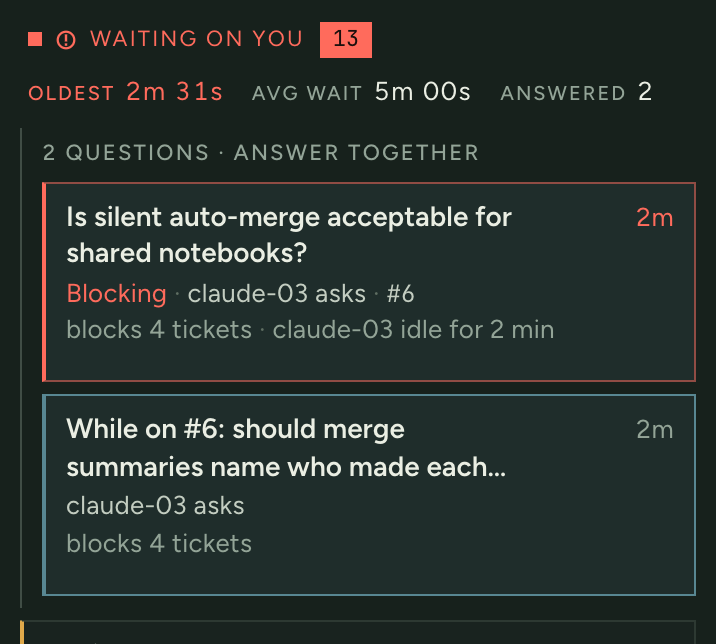 WAITING ON YOU 13
OLDEST 2m 31s AVG WAIT 5m 00s ANSWERED 2
2 QUESTIONS · ANSWER TOGETHER
Is silent auto-merge acceptable for 2m
shared notebooks?
Blocking · claude-03 asks · #6
blocks 4 tickets · claude-03 idle for 2 min
While on #6: should merge 2m
summaries name who made each...
claude-03 asks
blocks 4 tickets